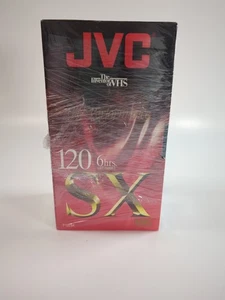 JVC
The
Inventor
of VHS
120 6hrs
SX